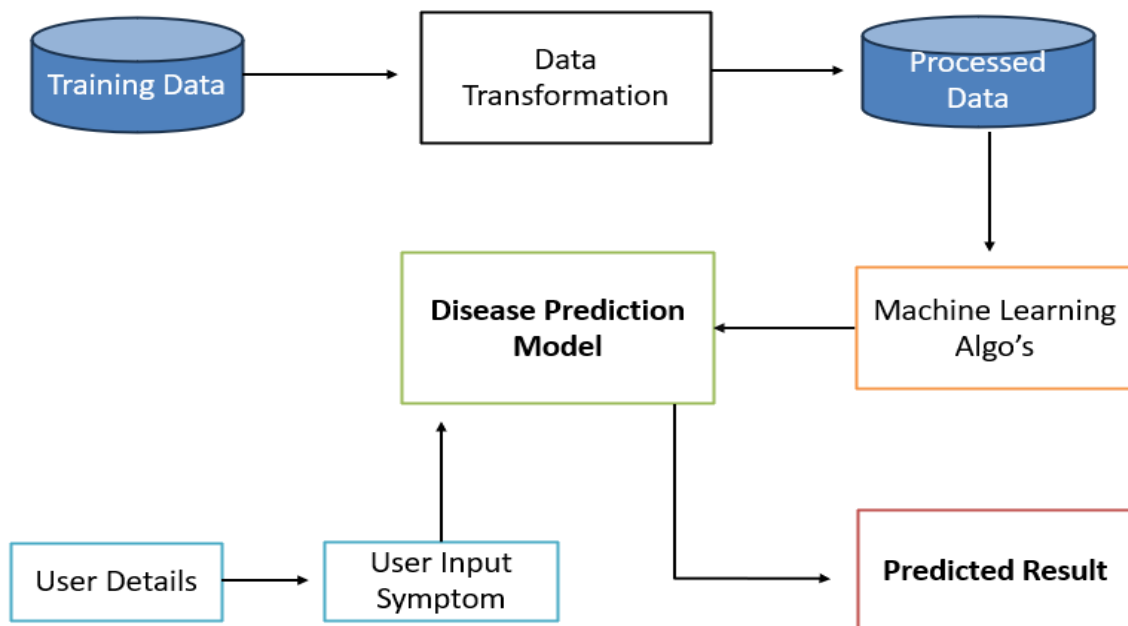 Training Data
Data
Transformation
Processed
Data
Disease Prediction
Model
Machine Learning
Algo’s
User Details
User Input
Symptom
Predicted Result